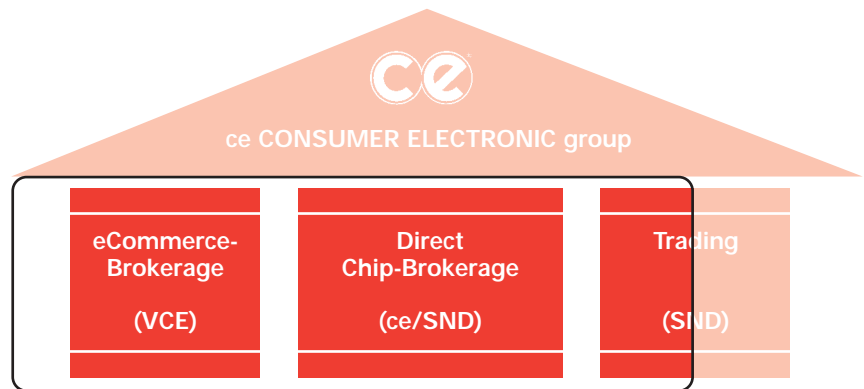 ce
ce CONSUMER ELECTRONIC group
eCommerce-
Brokerage
(VCE)
Direct
Chip-Brokerage
(ce/SND)
Trading
(SND)